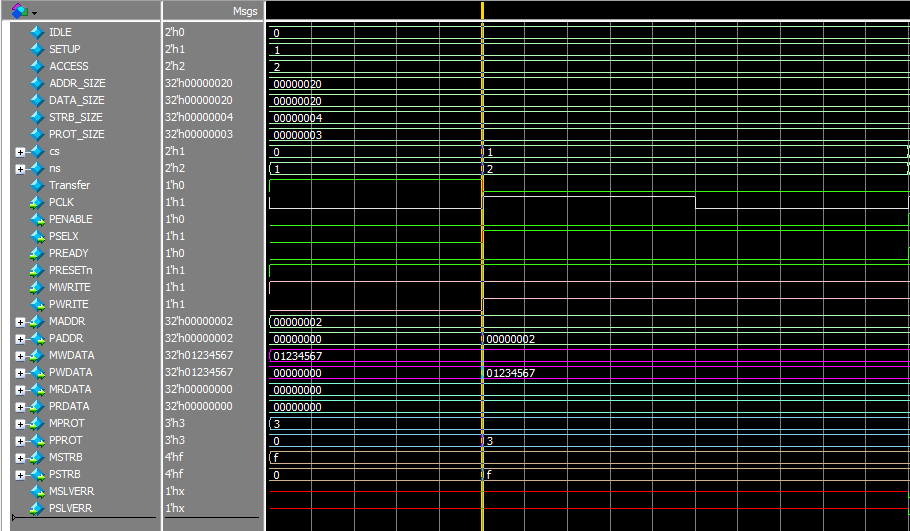 Msgs
IDLE 2'h0 0
SETUP 2'h1 1
ACCESS 2'h2 2
ADDR_SIZE 32'h00000020 00000020
DATA_SIZE 32'h00000020 00000020
STRB_SIZE 32'h00000004 00000004
PROT_SIZE 32'h00000003 00000003
cs 2'h1 0 1
ns 2'h2 1 2
Transfer 1'h0
PCLK 1'h1
PENABLE 1'h0
PSELX 1'h1
PREADY 1'h0
PRESETn 1'h1
MWRITE 1'h1
PWRITE 1'h1
MADDR 32'h00000002 00000002
PADDR 32'h00000002 00000000 00000002
MWDATA 32'h01234567 01234567
PWDATA 32'h01234567 00000000 01234567
MRDATA 32'h00000000 00000000
PRDATA 32'h00000000 00000000
MPROT 3'h3 3
PPROT 3'h3 0 3
MSTRB 4'hf f
PSTRB 4'hf 0 f
MSLVERR 1'hx
PSLVERR 1'hx